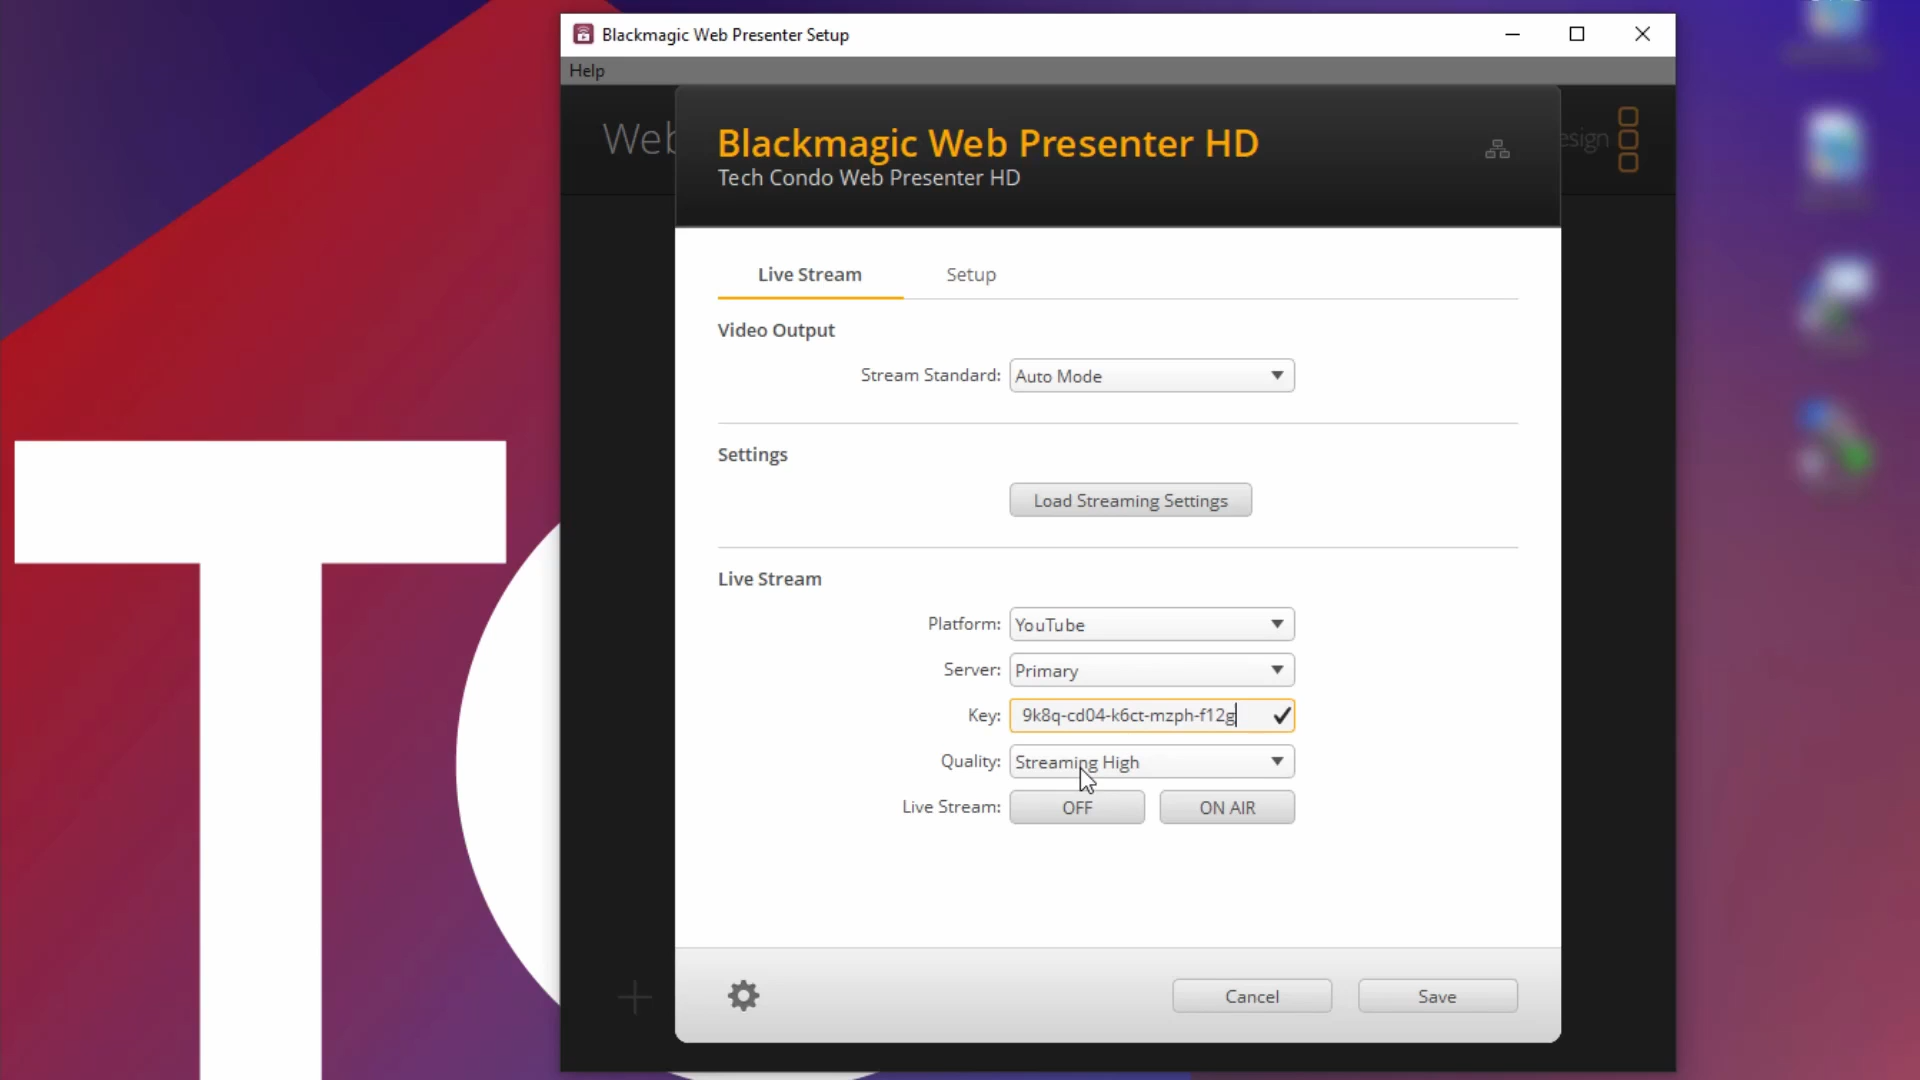 Blackmagic Web Presenter Setup
Help
Web
esign
Blackmagic Web Presenter HD
Tech Condo Web Presenter HD
Live Stream Setup
Video Output
Stream Standard: Auto Mode
Settings
Load Streaming Settings
Live Stream
Platform: YouTube
Server: Primary
Key: 9k8q-cd04-k6ct-mzph-f12g
Quality: Streaming High
Live Stream: OFF ON AIR
Cancel Save
T